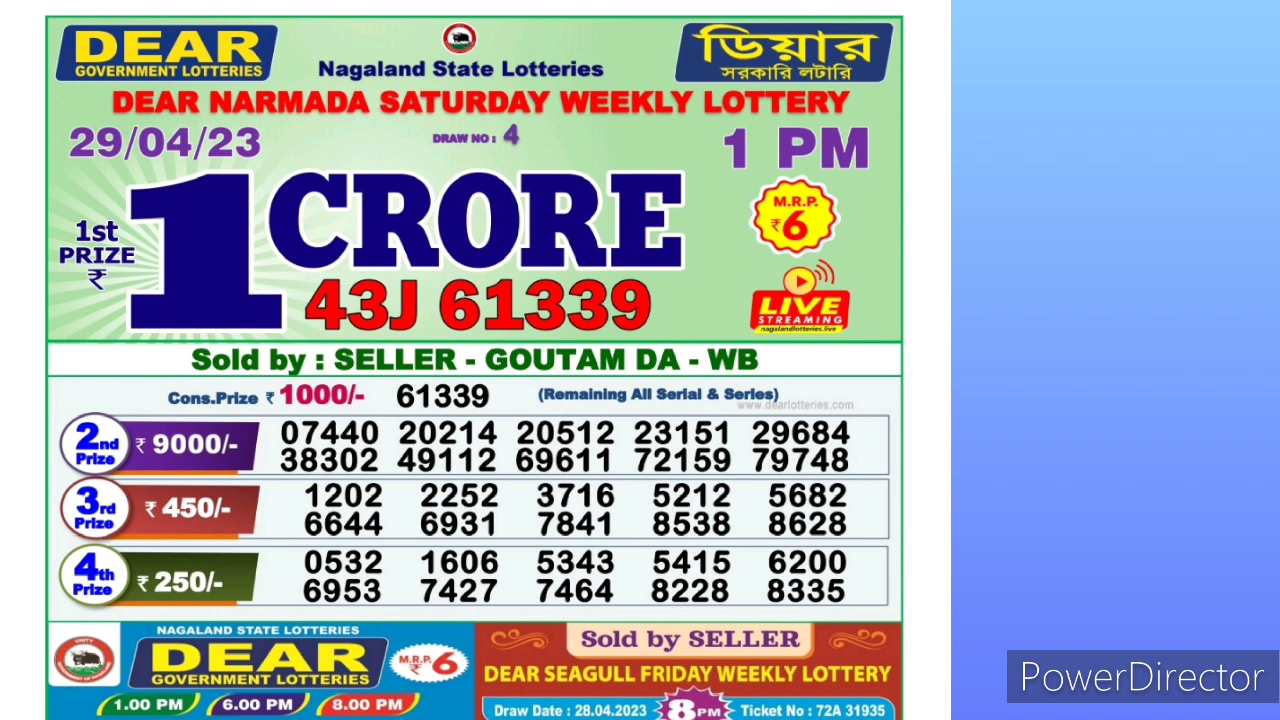 DEAR
GOVERNMENT LOTTERIES
Nagaland State Lotteries
ডিয়ার
সরকারি লটারি
DEAR NARMADA SATURDAY WEEKLY LOTTERY
29/04/23
DRAW NO : 4
1 PM
1st
PRIZE
₹
1 CRORE
43J 61339
M.R.P.
₹ 6
LIVE
STREAMING
nagalandlotteries.live
Sold by : SELLER - GOUTAM DA - WB
Cons.Prize ₹ 1000/- 61339 (Remaining All Serial & Series)
www.dearlotteries.com
2nd Prize ₹ 9000/-
07440 20214 20512 23151 29684
38302 49112 69611 72159 79748
3rd Prize ₹ 450/-
1202 2252 3716 5212 5682
6644 6931 7841 8538 8628
4th Prize ₹ 250/-
0532 1606 5343 5415 6200
6953 7427 7464 8228 8335
UNITY
NAGALAND STATE LOTTERIES
DEAR
GOVERNMENT LOTTERIES
M.R.P.
₹ 6
1.00 PM 6.00 PM 8.00 PM
Sold by SELLER
DEAR SEAGULL FRIDAY WEEKLY LOTTERY
Draw Date : 28.04.2023 8PM Ticket No : 72A 31935
PowerDirector